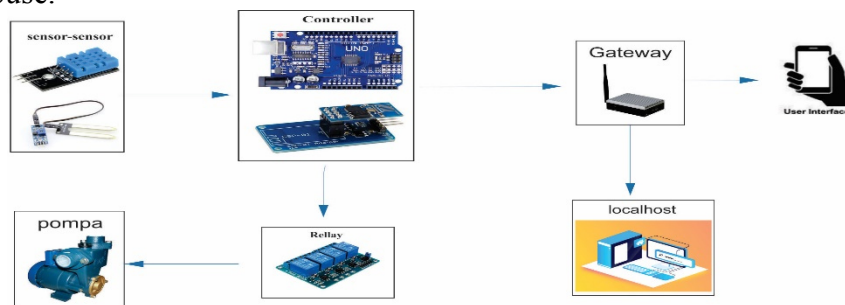 sensor-sensor
Controller
UNO
Gateway
User Interface
pompa
Rellay
localhost